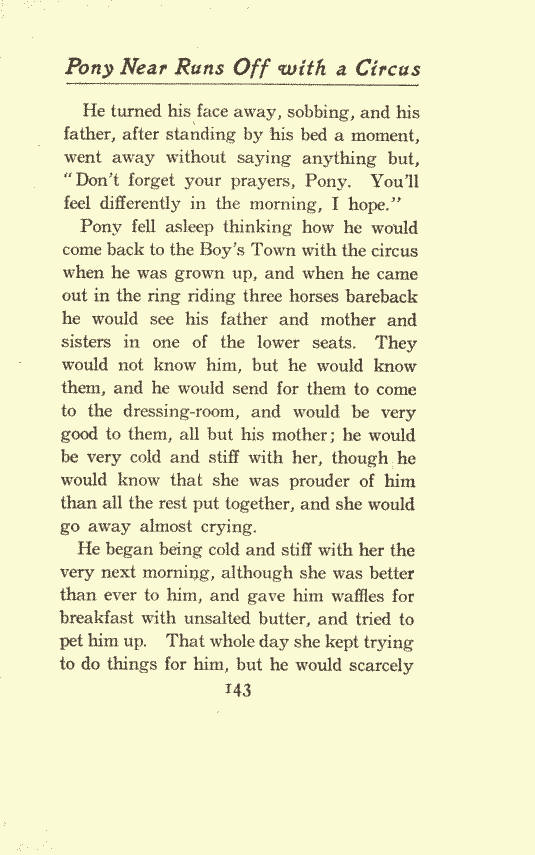 Pony Near Runs Off with a Circus
He turned his face away, sobbing, and his
father, after standing by his bed a moment,
went away without saying anything but,
"Don't forget your prayers, Pony. You'll
feel differently in the morning, I hope."
Pony fell asleep thinking how he would
come back to the Boy's Town with the circus
when he was grown up, and when he came
out in the ring riding three horses bareback
he would see his father and mother and
sisters in one of the lower seats. They
would not know him, but he would know
them, and he would send for them to come
to the dressing-room, and would be very
good to them, all but his mother; he would
be very cold and stiff with her, though he
would know that she was prouder of him
than all the rest put together, and she would
go away almost crying.
He began being cold and stiff with her the
very next morning, although she was better
than ever to him, and gave him waffles for
breakfast with unsalted butter, and tried to
pet him up. That whole day she kept trying
to do things for him, but he would scarcely
143